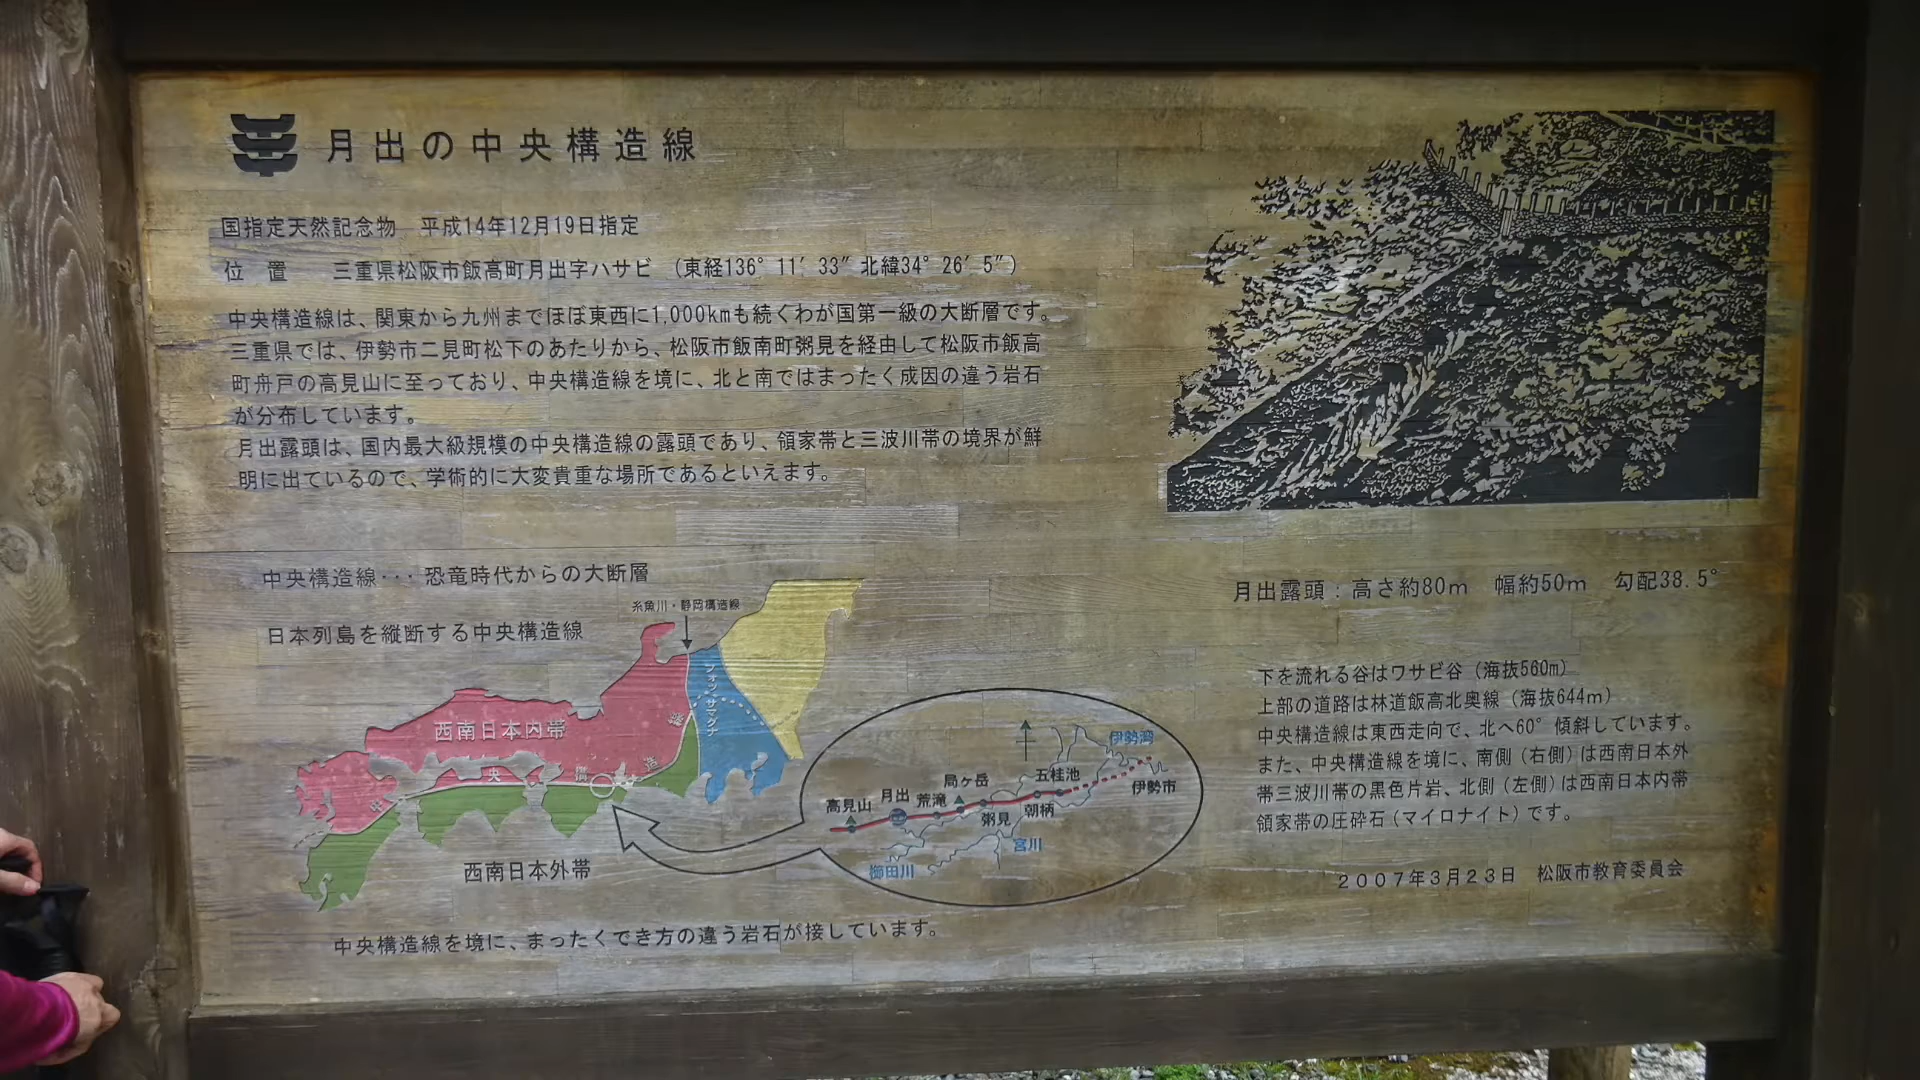 月出の中央構造線
国指定天然記念物 平成14年12月19日指定
位 置 三重県松阪市飯高町月出字ハサビ (東経136°11′33″北緯34°26′5″)
中央構造線は、関東から九州までほぼ東西に1,000kmも続くわが国第一級の大断層です。
三重県では、伊勢市二見町松下のあたりから、松阪市飯南町粥見を経由して松阪市飯高
町舟戸の高見山に至っており、中央構造線を境に、北と南ではまったく成因の違う岩石
が分布しています。
月出露頭は、国内最大級規模の中央構造線の露頭であり、領家帯と三波川帯の境界が鮮
明に出ているので、学術的に大変貴重な場所であるといえます。
中央構造線･･･恐竜時代からの大断層
日本列島を縦断する中央構造線
糸魚川・静岡構造線
フォッサマグナ
西南日本内帯
中央構造線
西南日本外帯
高見山
月出
荒滝
局ヶ岳
粥見
五桂池
朝柄
伊勢湾
伊勢市
宮川
櫛田川
中央構造線を境に、まったくでき方の違う岩石が接しています。
月出露頭：高さ約80m 幅約50m 勾配38.5°
下を流れる谷はワサビ谷（海抜560m）
上部の道路は林道飯高北奥線（海抜644m）
中央構造線は東西走向で、北へ60°傾斜しています。
また、中央構造線を境に、南側（右側）は西南日本外
帯三波川帯の黒色片岩、北側（左側）は西南日本内帯
領家帯の圧砕石（マイロナイト）です。
２００７年３月２３日 松阪市教育委員会